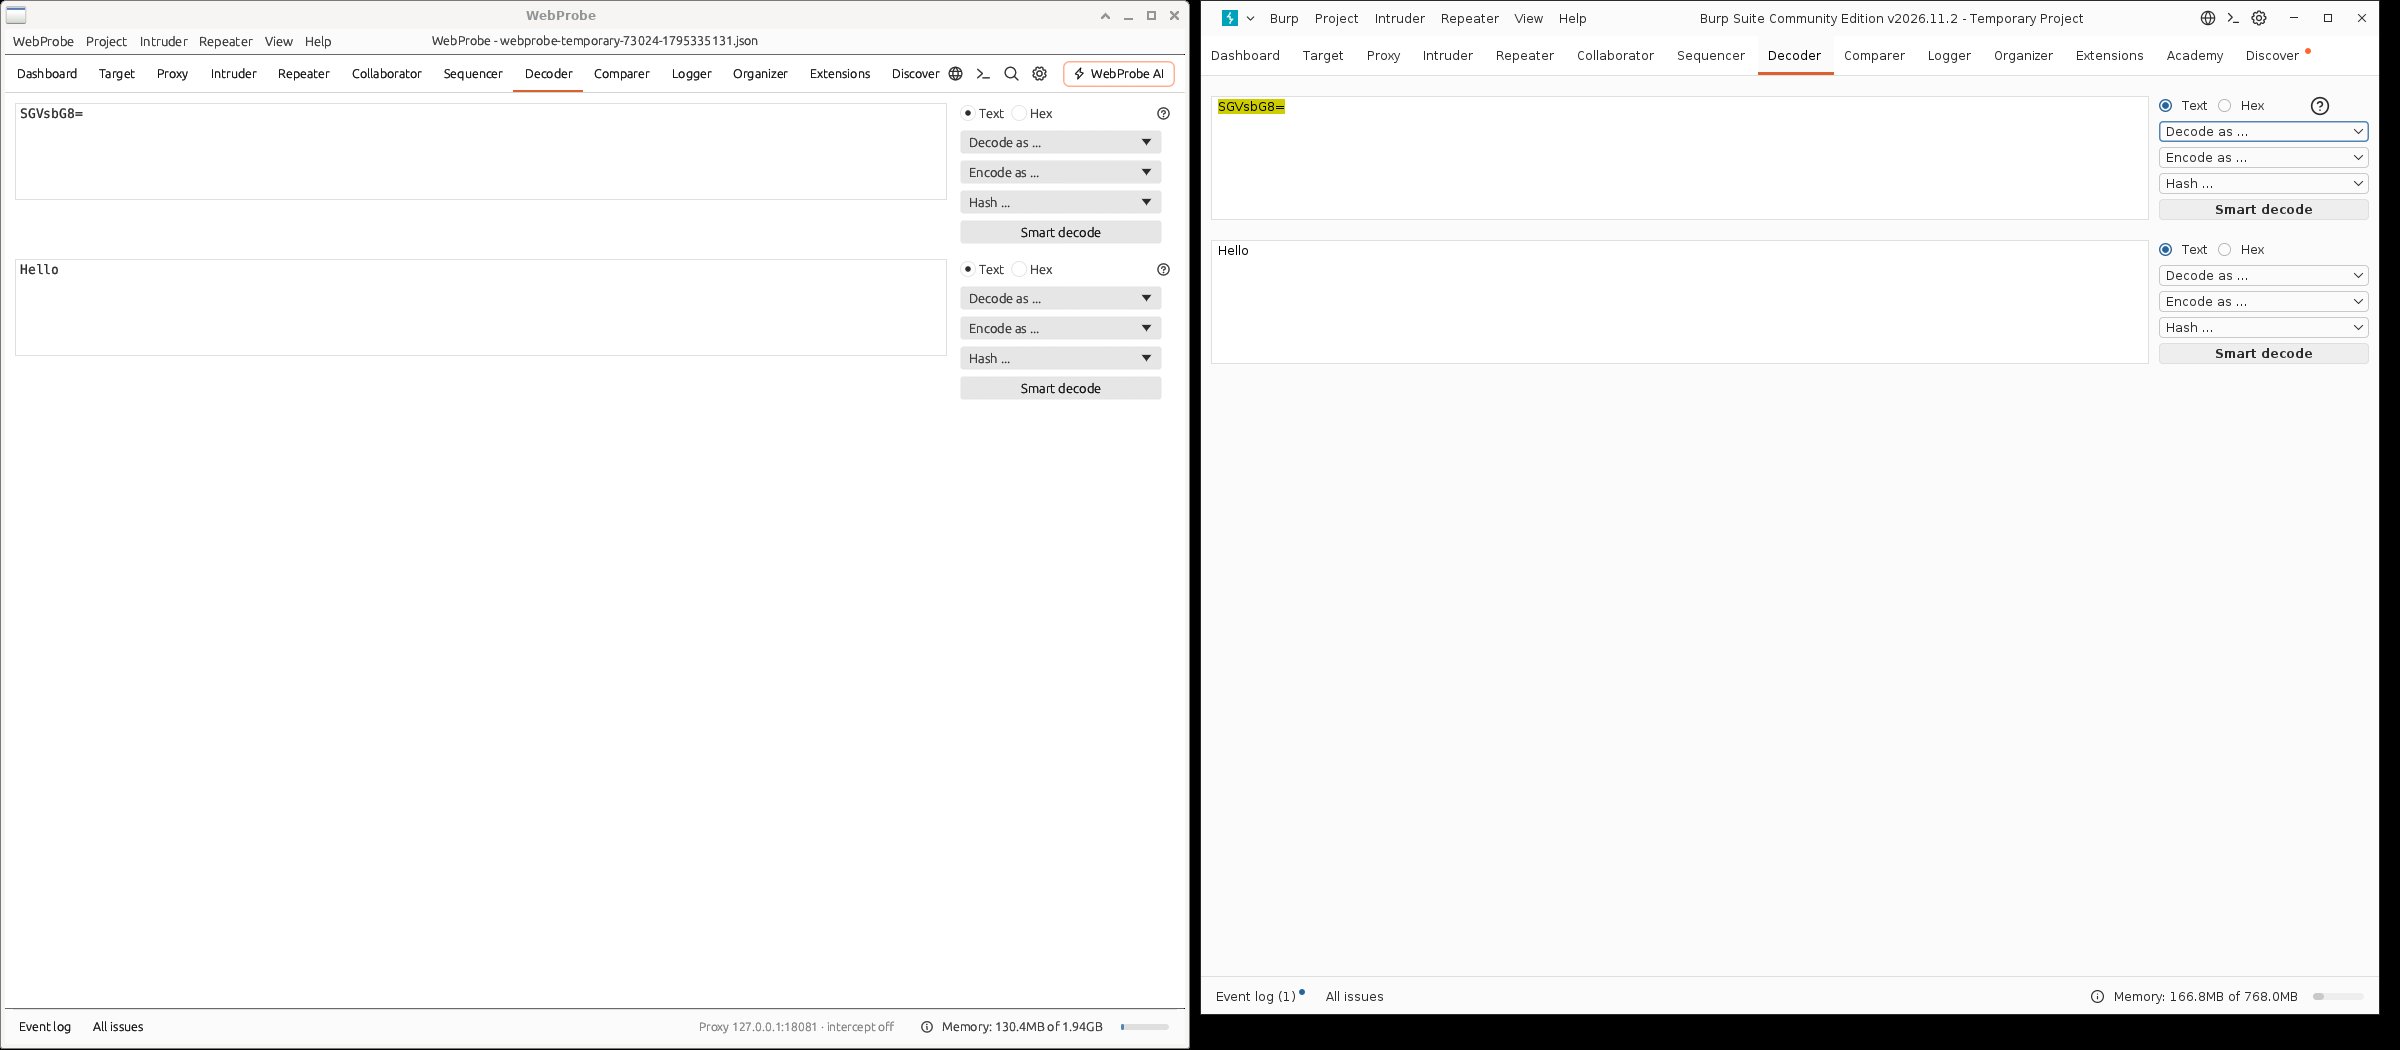 WebProbe
WebProbe Project Intruder Repeater View Help WebProbe - webprobe-temporary-73024-1795335131.json
Dashboard Target Proxy Intruder Repeater Collaborator Sequencer Decoder Comparer Logger Organizer Extensions Discover WebProbe AI
SGVsbG8=
Text Hex
Decode as ...
Encode as ...
Hash ...
Smart decode
Hello
Text Hex
Decode as ...
Encode as ...
Hash ...
Smart decode
Event log All issues Proxy 127.0.0.1:18081 · intercept off Memory: 130.4MB of 1.94GB
Burp Project Intruder Repeater View Help Burp Suite Community Edition v2026.11.2 - Temporary Project
Dashboard Target Proxy Intruder Repeater Collaborator Sequencer Decoder Comparer Logger Organizer Extensions Academy Discover
SGVsbG8=
Text Hex
Decode as ...
Encode as ...
Hash ...
Smart decode
Hello
Text Hex
Decode as ...
Encode as ...
Hash ...
Smart decode
Event log (1) All issues Memory: 166.8MB of 768.0MB